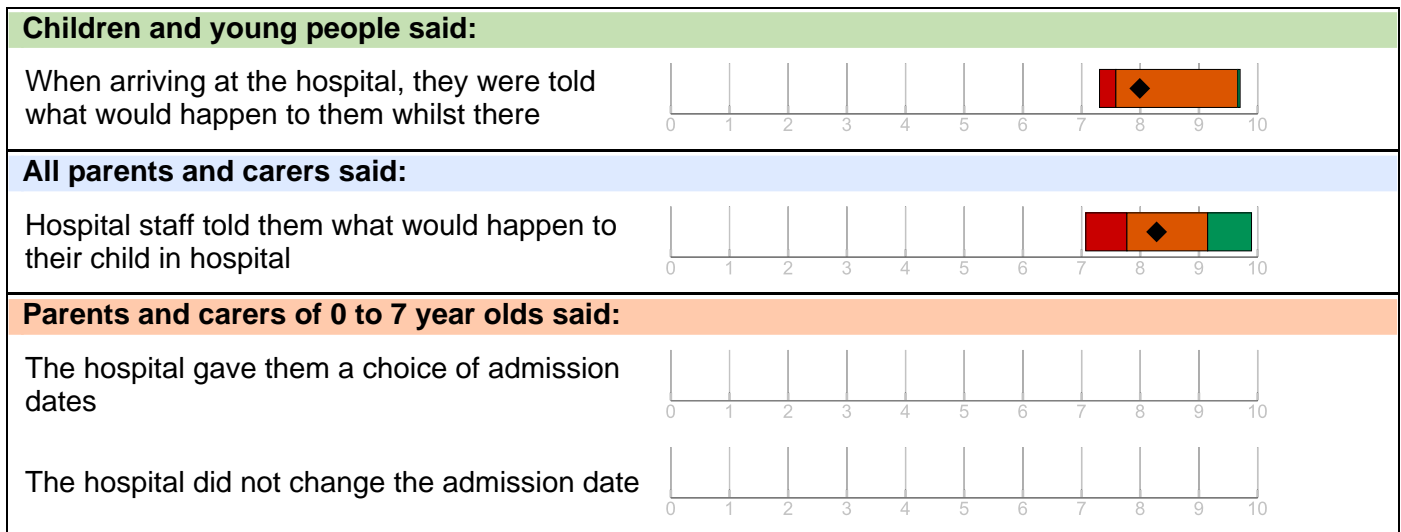 Children and young people said:
When arriving at the hospital, they were told
what would happen to them whilst there
0 1 2 3 4 5 6 7 8 9 10
All parents and carers said:
Hospital staff told them what would happen to
their child in hospital
0 1 2 3 4 5 6 7 8 9 10
Parents and carers of 0 to 7 year olds said:
The hospital gave them a choice of admission
dates
0 1 2 3 4 5 6 7 8 9 10
The hospital did not change the admission date
0 1 2 3 4 5 6 7 8 9 10